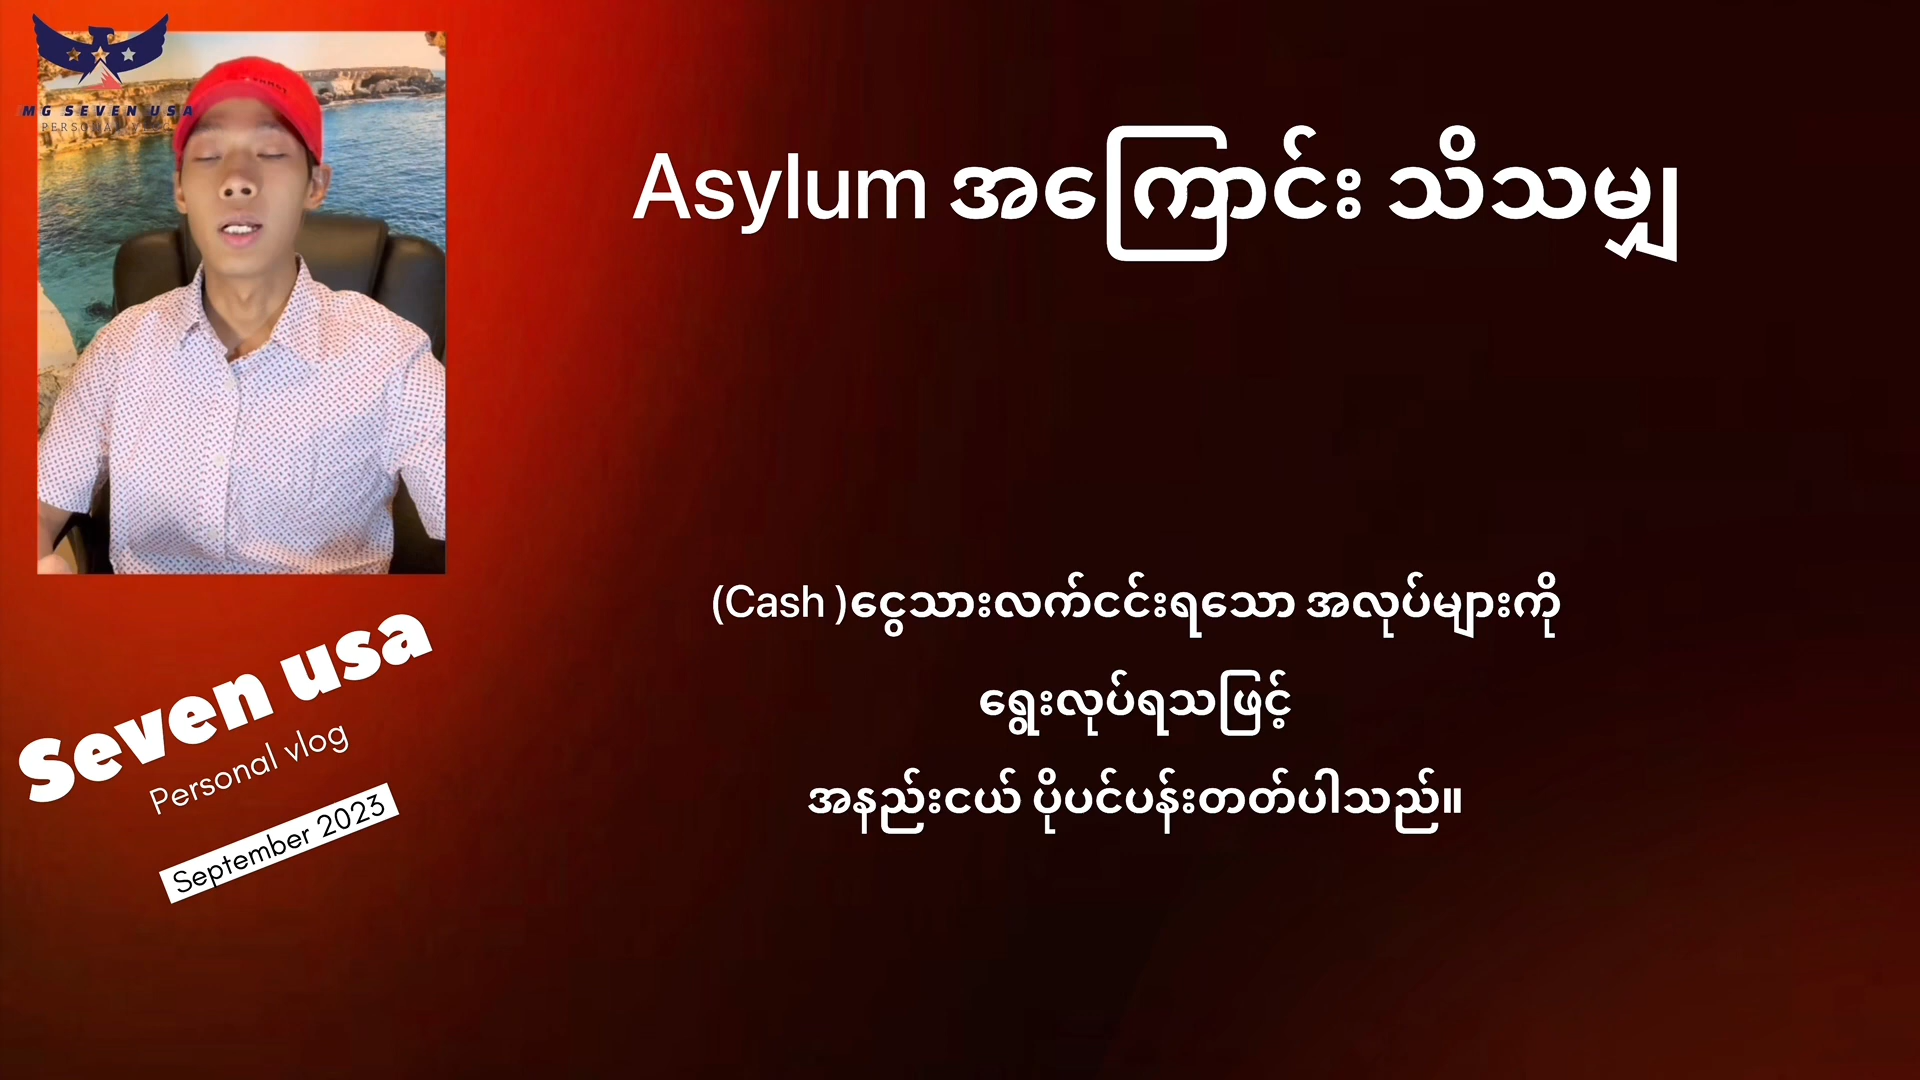 MG SEVEN USA
Asylum အကြောင်း သိသမျှ
(Cash )ငွေသားလက်ငင်းရသော အလုပ်များကို
ရွေးလုပ်ရသဖြင့်
အနည်းငယ် ပိုပင်ပန်းတတ်ပါသည်။
Seven usa
Personal vlog
September 2023